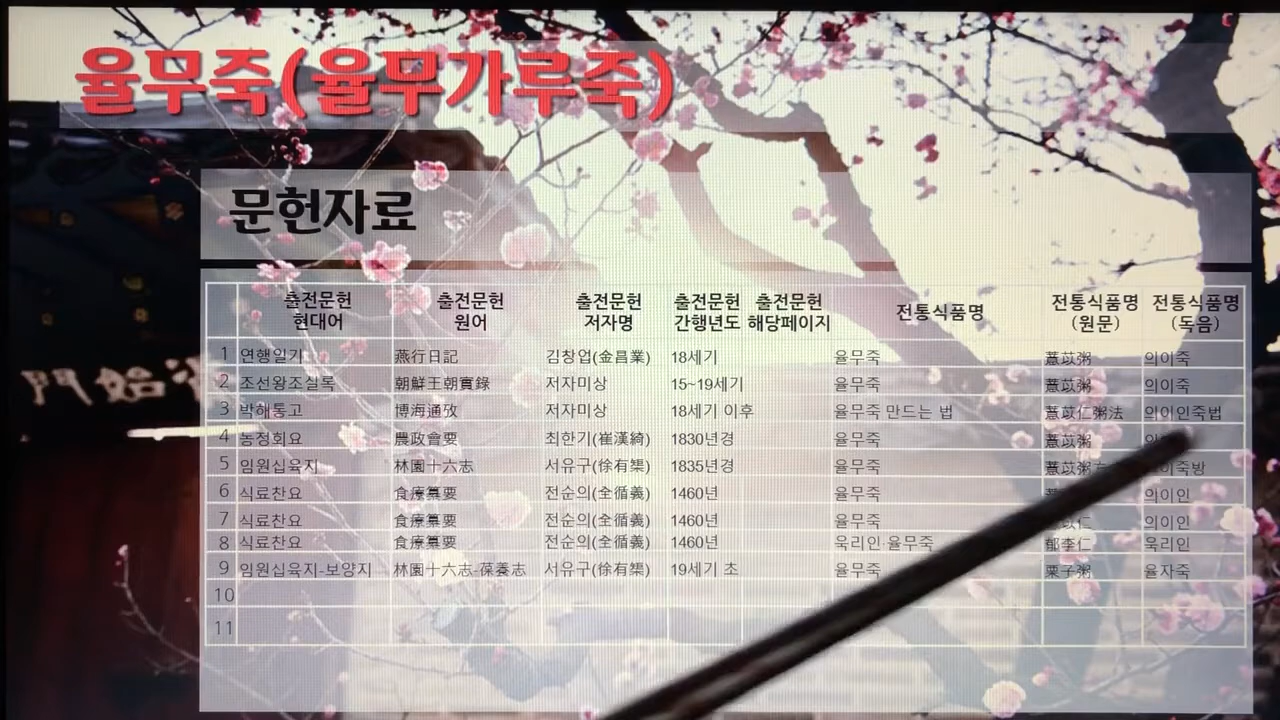 율무죽(율무가루죽)
문헌자료
출전문헌 현대어 출전문헌 원어 출전문헌 저자명 출전문헌 간행년도 출전문헌 해당페이지 전통식품명 전통식품명 (원문) 전통식품명 (독음)
1 연행일기 燕行日記 김창업(金昌業) 18세기 율무죽 薏苡粥 의이죽
2 조선왕조실록 朝鮮王朝實錄 저자미상 15~19세기 율무죽 薏苡粥 의이죽
3 박해통고 博海通攷 저자미상 18세기 이후 율무죽 만드는 법 薏苡仁粥法 의이인죽법
4 농정회요 農政會要 최한기(崔漢綺) 1830년경 율무죽 薏苡粥
5 임원십육지 林園十六志 서유구(徐有榘) 1835년경 율무죽 薏苡粥
6 식료찬요 食療纂要 전순의(全循義) 1460년 율무죽 의이인
7 식료찬요 食療纂要 전순의(全循義) 1460년 율무죽 의이인
8 식료찬요 食療纂要 전순의(全循義) 1460년 욱리인 율무죽 郁李仁 욱리인
9 임원십육지-보양지 林園十六志-葆養志 서유구(徐有榘) 19세기 초 율무죽 栗子粥 율자죽
10
11